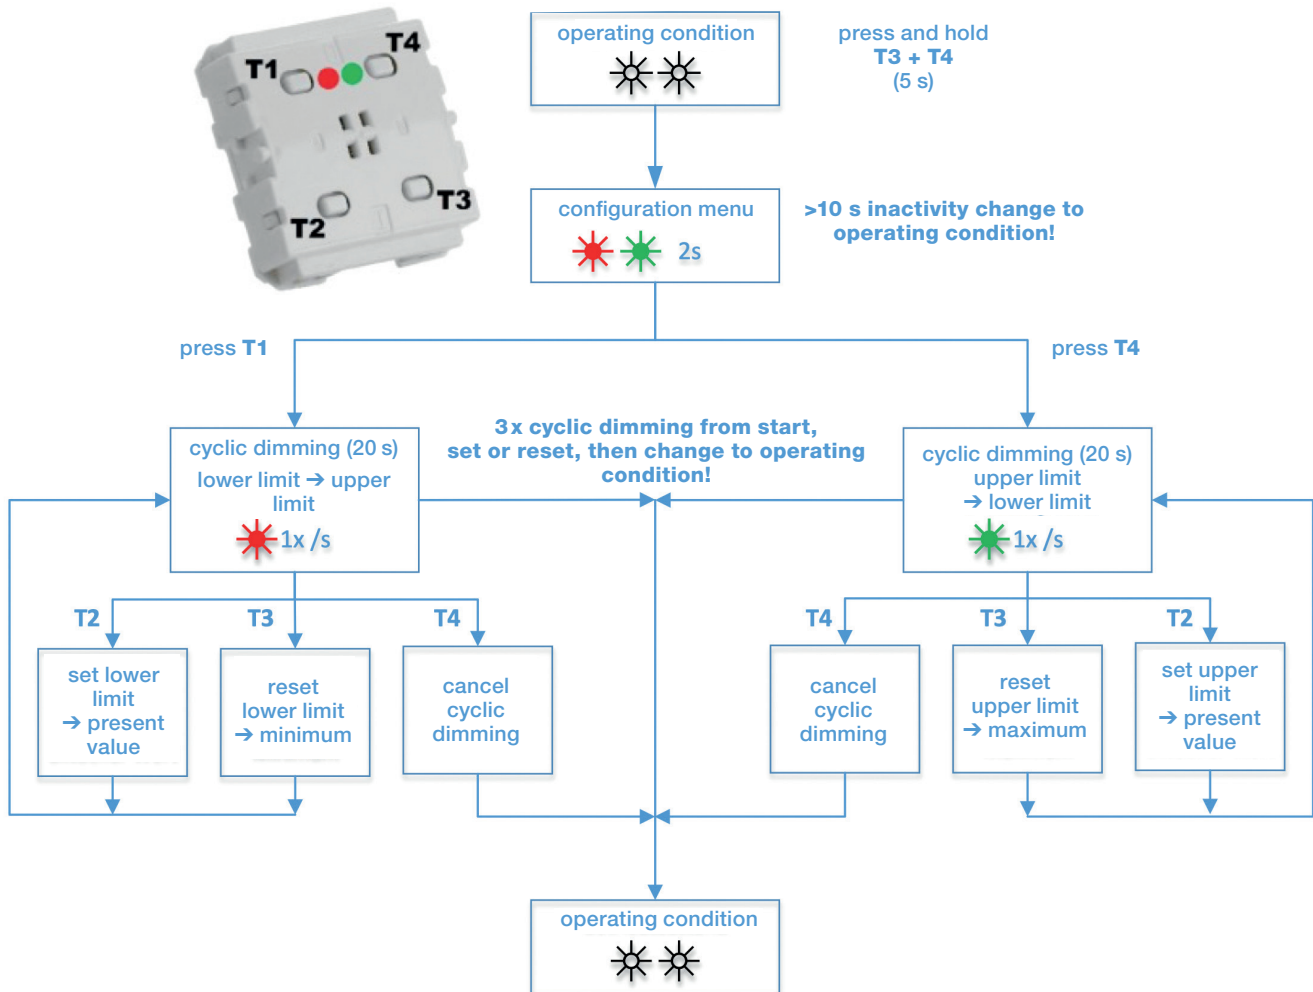 T1
T4
T2
T3
operating condition
press and hold
T3 + T4
(5 s)
configuration menu
2s
>10 s inactivity change to
operating condition!
press T1
press T4
cyclic dimming (20 s)
lower limit → upper
limit
1x /s
3x cyclic dimming from start,
set or reset, then change to operating
condition!
cyclic dimming (20 s)
upper limit
→ lower limit
1x /s
T2
T3
T4
T4
T3
T2
set lower
limit
→ present
value
reset
lower limit
→ minimum
cancel
cyclic
dimming
cancel
cyclic
dimming
reset
upper limit
→ maximum
set upper
limit
→ present
value
operating condition